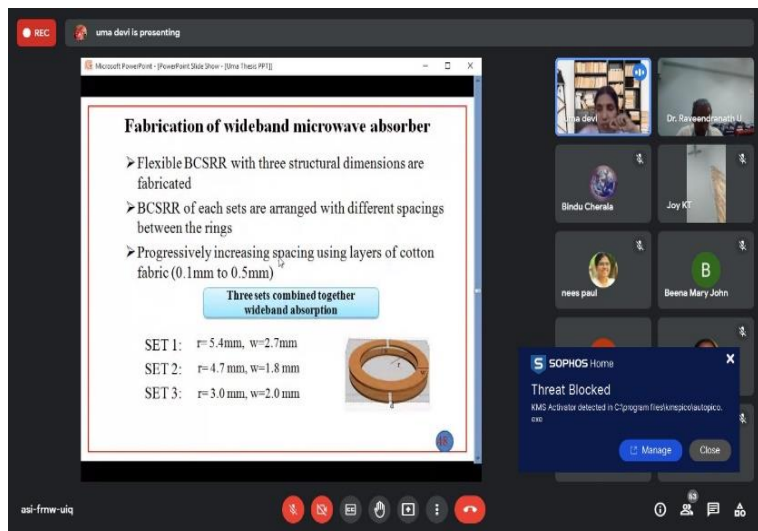 REC
uma devi is presenting
Microsoft PowerPoint - [PowerPoint Slide Show - [Uma Thesis PPT]]
Fabrication of wideband microwave absorber
➢Flexible BCSRR with three structural dimensions are
fabricated
➢BCSRR of each sets are arranged with different spacings
between the rings
➢Progressively increasing spacing using layers of cotton
fabric (0.1mm to 0.5mm)
Three sets combined together
wideband absorption
SET 1: r= 5.4mm, w=2.7mm
SET 2: r= 4.7 mm, w=1.8 mm
SET 3: r= 3.0 mm, w=2.0 mm
uma devi
Dr. Raveendranath U
Bindu Cherala
Joy KT
nees paul
B
Beena Mary John
S SOPHOS Home
Threat Blocked
KMS Activator detected in C:\program files\kmspico\autopico.
exe
Manage
Close
asi-frnw-uiq
53